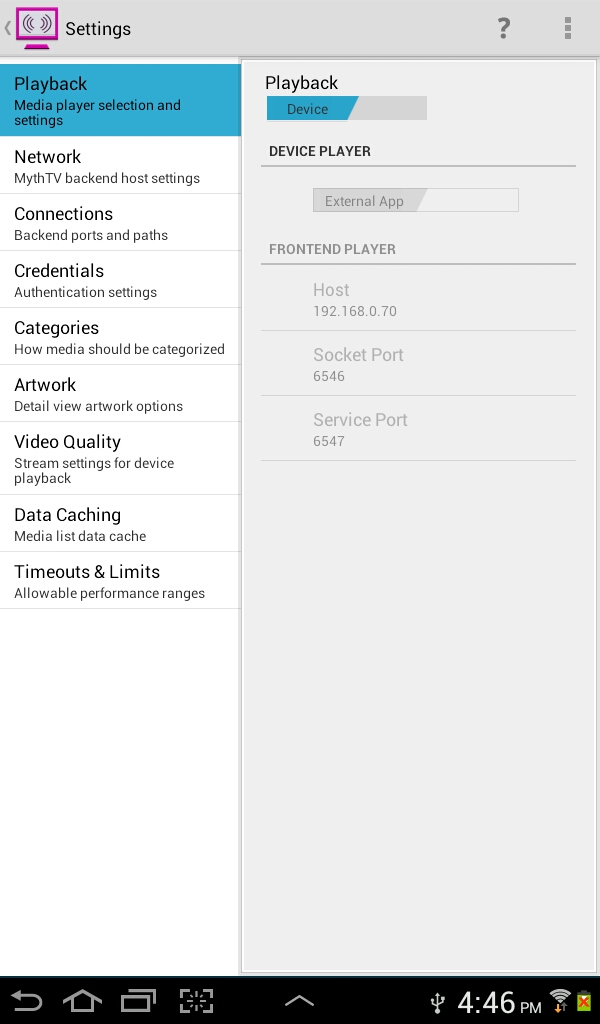 Settings
?
Playback
Media player selection and
settings
Network
MythTV backend host settings
Connections
Backend ports and paths
Credentials
Authentication settings
Categories
How media should be categorized
Artwork
Detail view artwork options
Video Quality
Stream settings for device
playback
Data Caching
Media list data cache
Timeouts & Limits
Allowable performance ranges
Playback
Device
DEVICE PLAYER
External App
FRONTEND PLAYER
Host
192.168.0.70
Socket Port
6546
Service Port
6547
4:46 PM